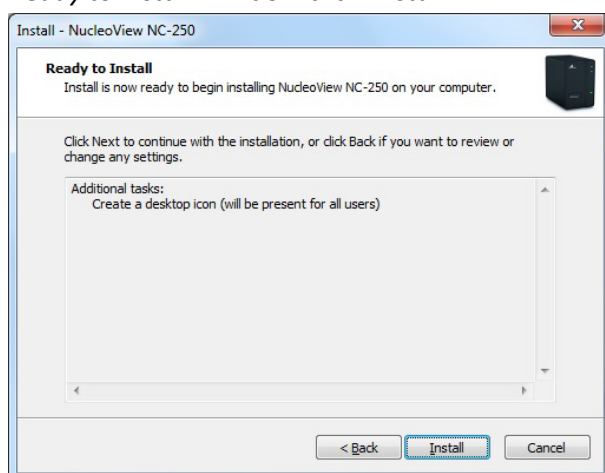 Install - NucleoView NC-250
Ready to Install
Install is now ready to begin installing NucleoView NC-250 on your computer.
Click Next to continue with the installation, or click Back if you want to review or
change any settings.
Additional tasks:
Create a desktop icon (will be present for all users)
< Back Install Cancel